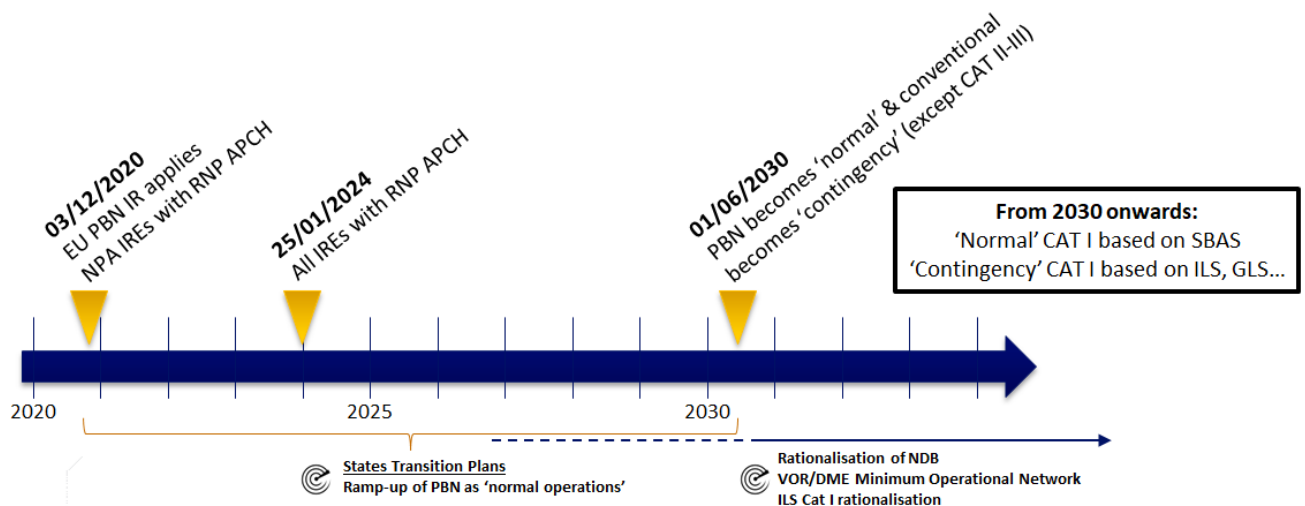 03/12/2020
EU PBN IR applies
NPA IREs with RNP APCH
25/01/2024
All IREs with RNP APCH
01/06/2030
PBN becomes ‘normal’ & conventional
becomes ‘contingency’ (except CAT II-III)
From 2030 onwards:
‘Normal’ CAT I based on SBAS
‘Contingency’ CAT I based on ILS, GLS...
2020
2025
2030
States Transition Plans
Ramp-up of PBN as ‘normal operations’
Rationalisation of NDB
VOR/DME Minimum Operational Network
ILS Cat I rationalisation